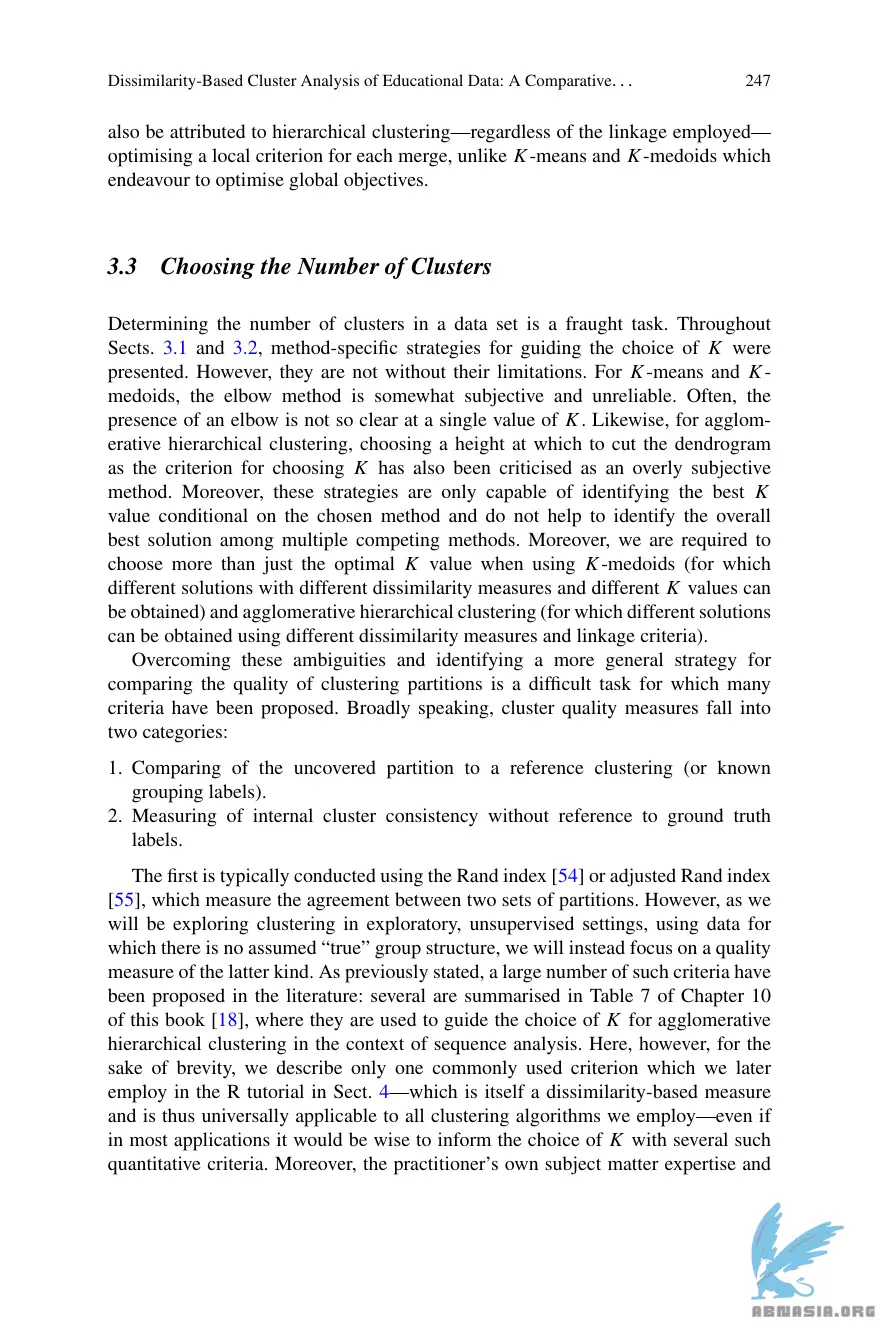 Dissimilarity-Based Cluster Analysis of Educational Data: A Comparative. . . 247
also be attributed to hierarchical clustering—regardless of the linkage employed—
optimising a local criterion for each merge, unlike K-means and K-medoids which
endeavour to optimise global objectives.
3.3 Choosing the Number of Clusters
Determining the number of clusters in a data set is a fraught task. Throughout
Sects. 3.1 and 3.2, method-specific strategies for guiding the choice of K were
presented. However, they are not without their limitations. For K-means and K-
medoids, the elbow method is somewhat subjective and unreliable. Often, the
presence of an elbow is not so clear at a single value of K. Likewise, for agglom-
erative hierarchical clustering, choosing a height at which to cut the dendrogram
as the criterion for choosing K has also been criticised as an overly subjective
method. Moreover, these strategies are only capable of identifying the best K
value conditional on the chosen method and do not help to identify the overall
best solution among multiple competing methods. Moreover, we are required to
choose more than just the optimal K value when using K-medoids (for which
different solutions with different dissimilarity measures and different K values can
be obtained) and agglomerative hierarchical clustering (for which different solutions
can be obtained using different dissimilarity measures and linkage criteria).
Overcoming these ambiguities and identifying a more general strategy for
comparing the quality of clustering partitions is a difficult task for which many
criteria have been proposed. Broadly speaking, cluster quality measures fall into
two categories:
1. Comparing of the uncovered partition to a reference clustering (or known
grouping labels).
2. Measuring of internal cluster consistency without reference to ground truth
labels.
The first is typically conducted using the Rand index [54] or adjusted Rand index
[55], which measure the agreement between two sets of partitions. However, as we
will be exploring clustering in exploratory, unsupervised settings, using data for
which there is no assumed “true” group structure, we will instead focus on a quality
measure of the latter kind. As previously stated, a large number of such criteria have
been proposed in the literature: several are summarised in Table 7 of Chapter 10
of this book [18], where they are used to guide the choice of K for agglomerative
hierarchical clustering in the context of sequence analysis. Here, however, for the
sake of brevity, we describe only one commonly used criterion which we later
employ in the R tutorial in Sect. 4—which is itself a dissimilarity-based measure
and is thus universally applicable to all clustering algorithms we employ—even if
in most applications it would be wise to inform the choice of K with several such
quantitative criteria. Moreover, the practitioner’s own subject matter expertise and
ABNASIA.ORG